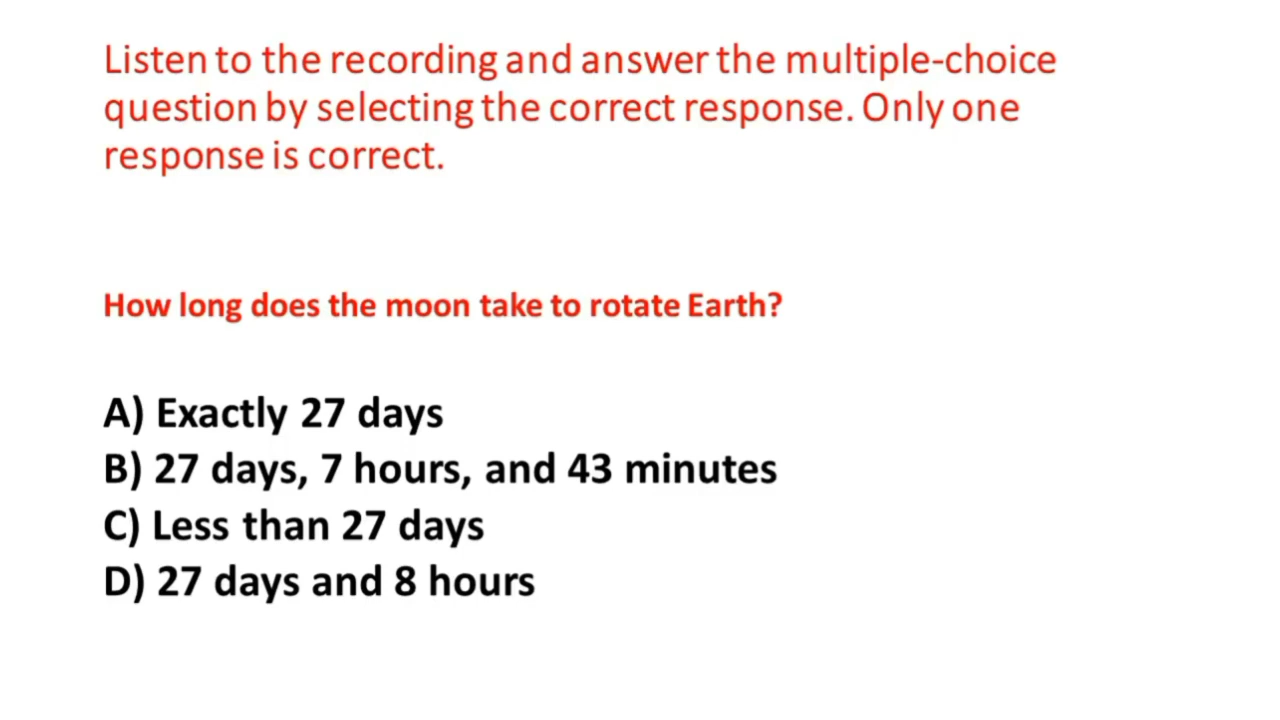 Listen to the recording and answer the multiple-choice
question by selecting the correct response. Only one
response is correct.
How long does the moon take to rotate Earth?
A) Exactly 27 days
B) 27 days, 7 hours, and 43 minutes
C) Less than 27 days
D) 27 days and 8 hours